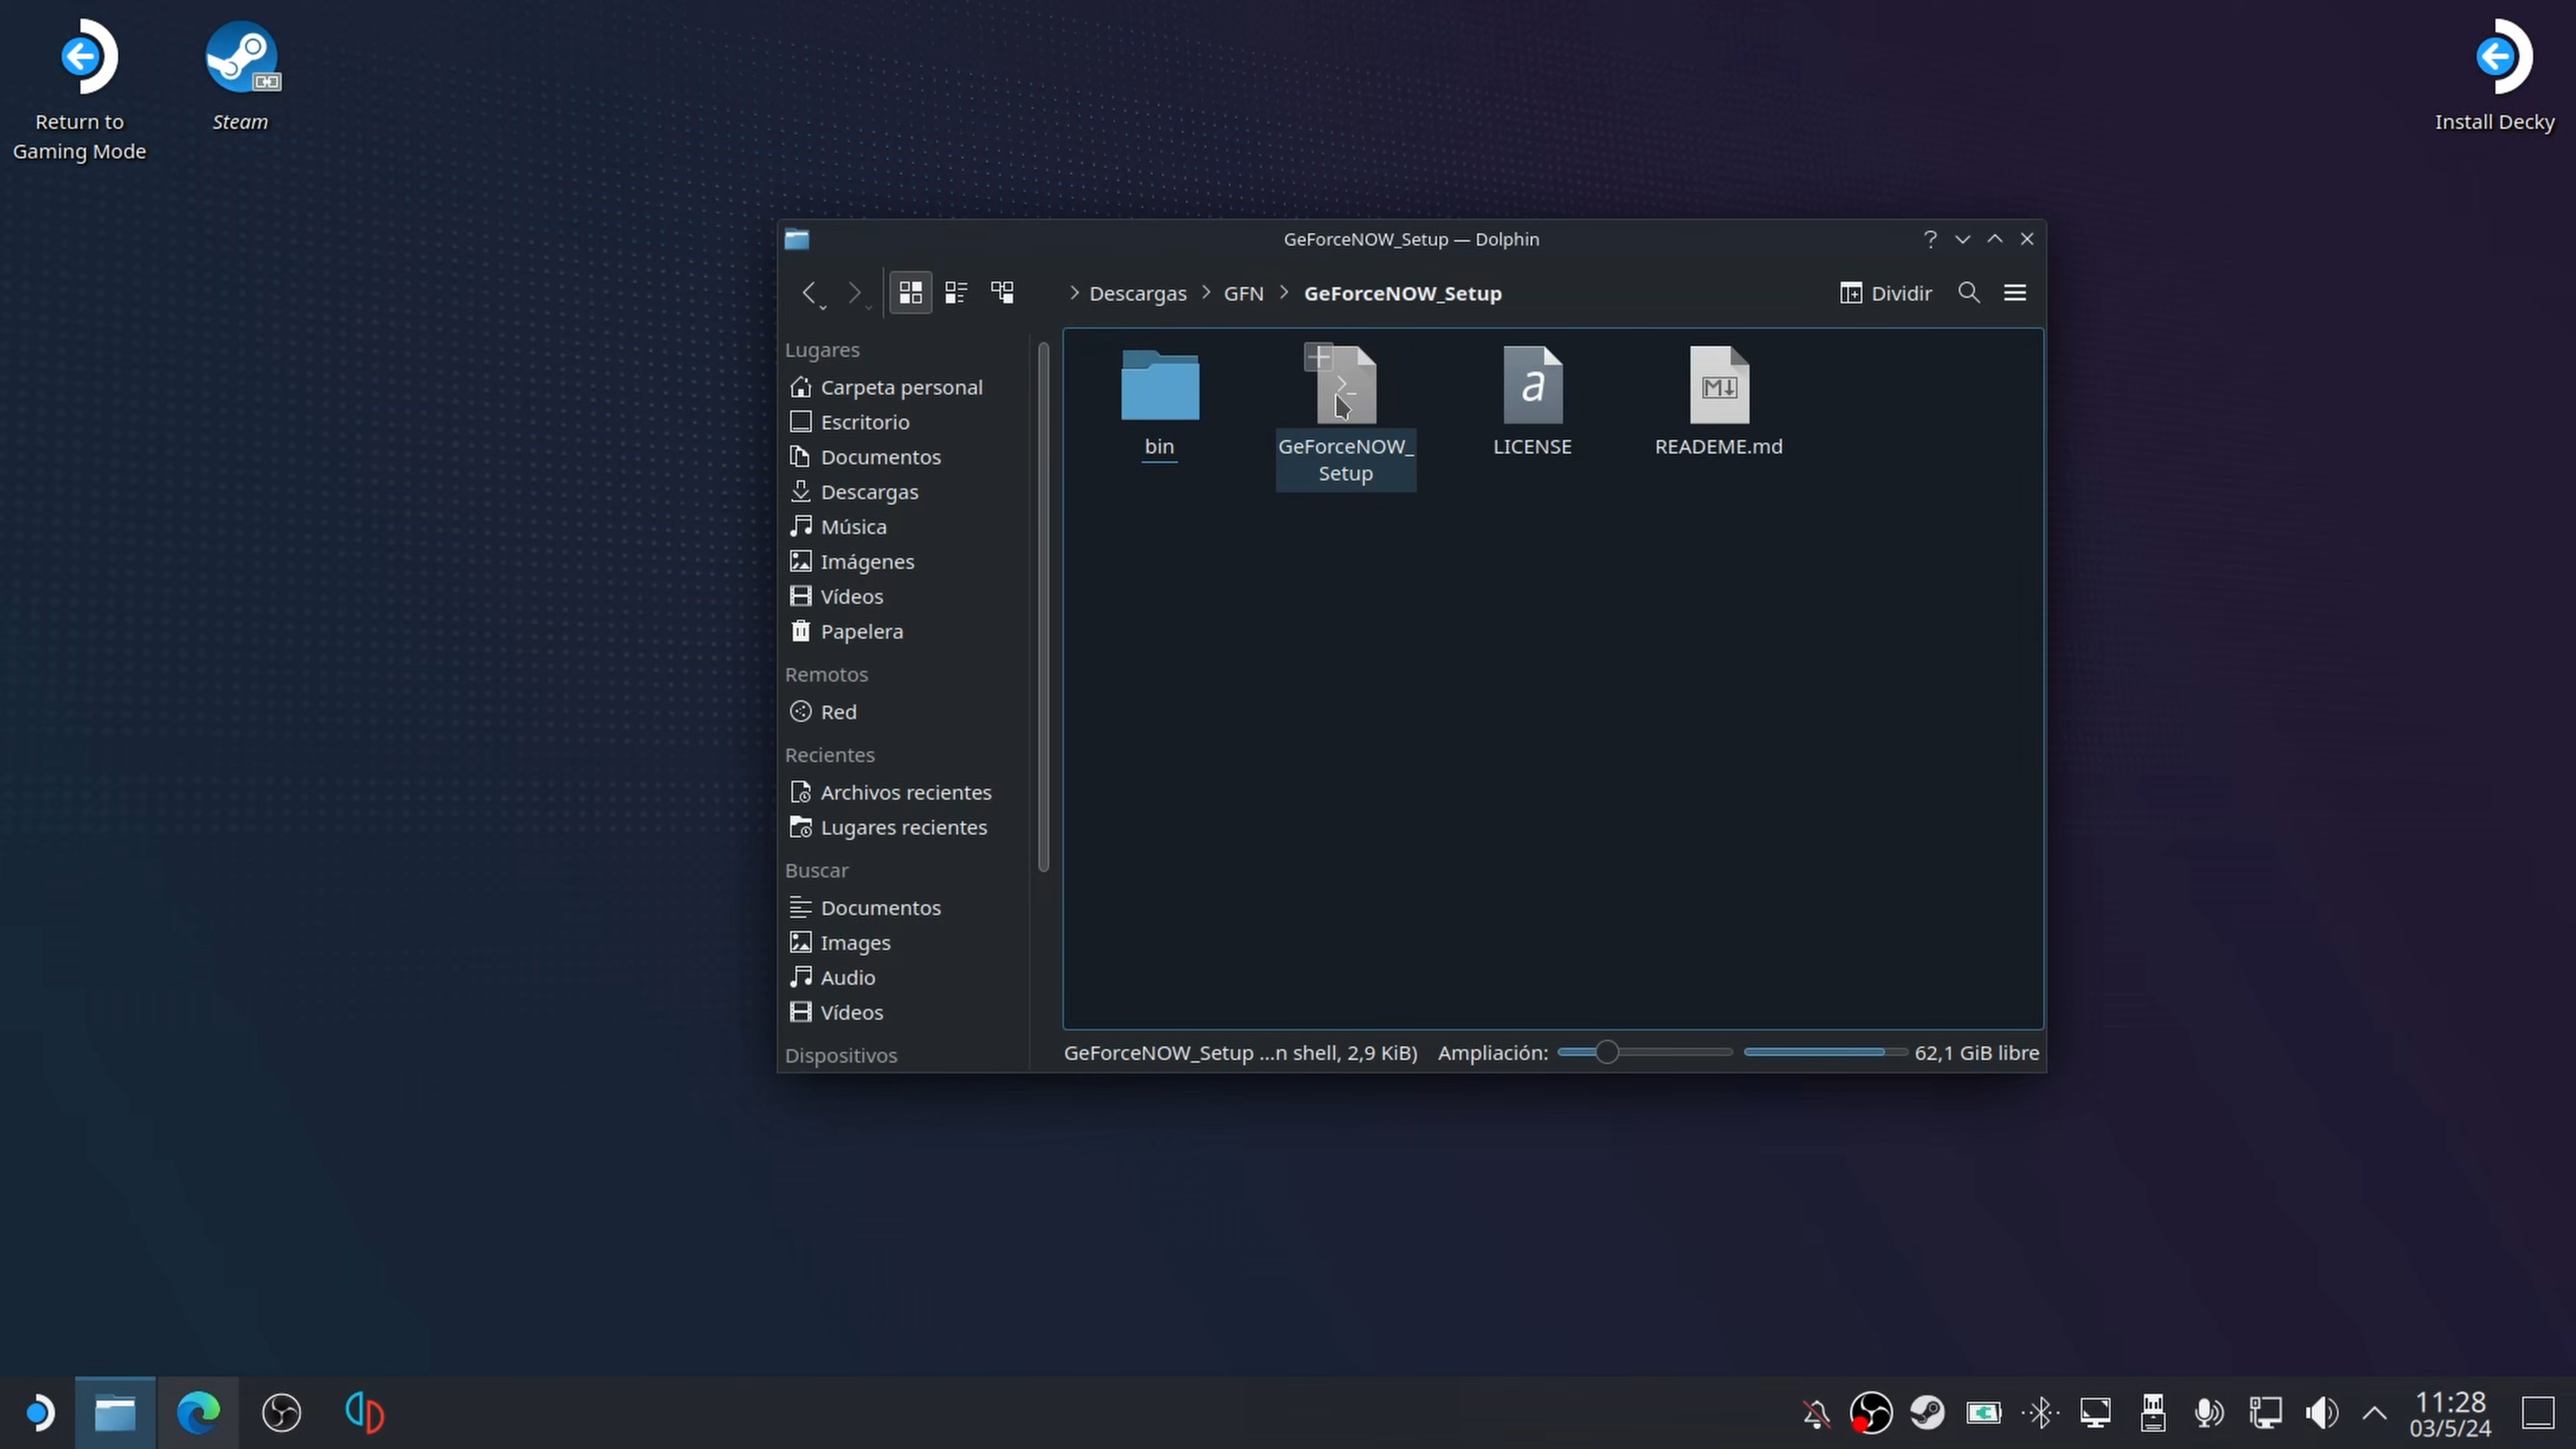 Return to
Gaming Mode
Steam
Install Decky
GeForceNOW_Setup — Dolphin
Descargas
GFN
GeForceNOW_Setup
Dividir
Lugares
Carpeta personal
Escritorio
Documentos
Descargas
Música
Imágenes
Vídeos
Papelera
Remotos
Red
Recientes
Archivos recientes
Lugares recientes
Buscar
Documentos
Images
Audio
Vídeos
Dispositivos
bin
GeForceNOW_
Setup
a
LICENSE
M
READEME.md
GeForceNOW_Setup ...n shell, 2,9 KiB)
Ampliación:
62,1 GiB libre
11:28
03/5/24